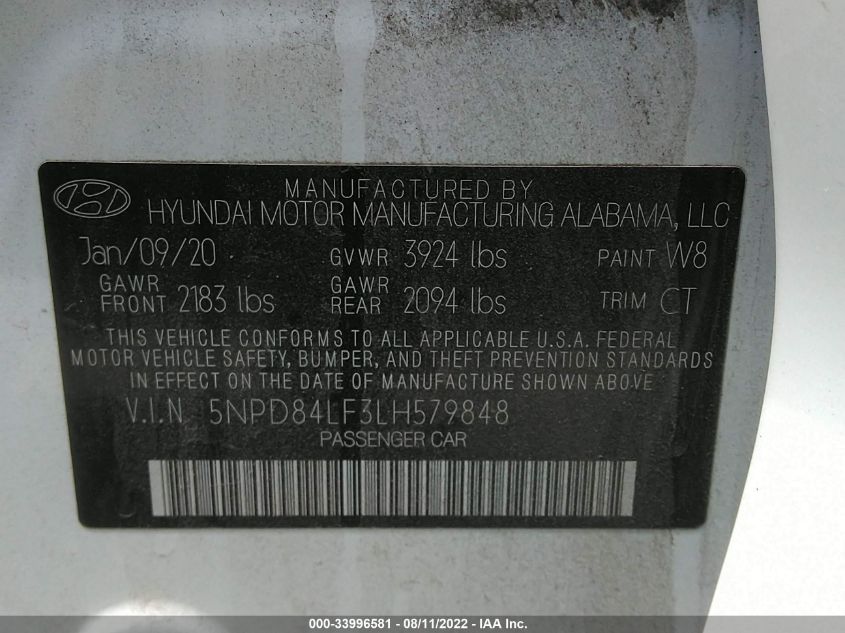 MANUFACTURED BY
HYUNDAI MOTOR MANUFACTURING ALABAMA, LLC
Jan/09/20 GVWR 3924 lbs PAINT W8
GAWR FRONT 2183 lbs GAWR REAR 2094 lbs TRIM CT
THIS VEHICLE CONFORMS TO ALL APPLICABLE U.S.A. FEDERAL
MOTOR VEHICLE SAFETY, BUMPER, AND THEFT PREVENTION STANDARDS
IN EFFECT ON THE DATE OF MANUFACTURE SHOWN ABOVE
V.I.N 5NPD84LF3LH579848
PASSENGER CAR
000-33996581 - 08/11/2022 - IAA Inc.